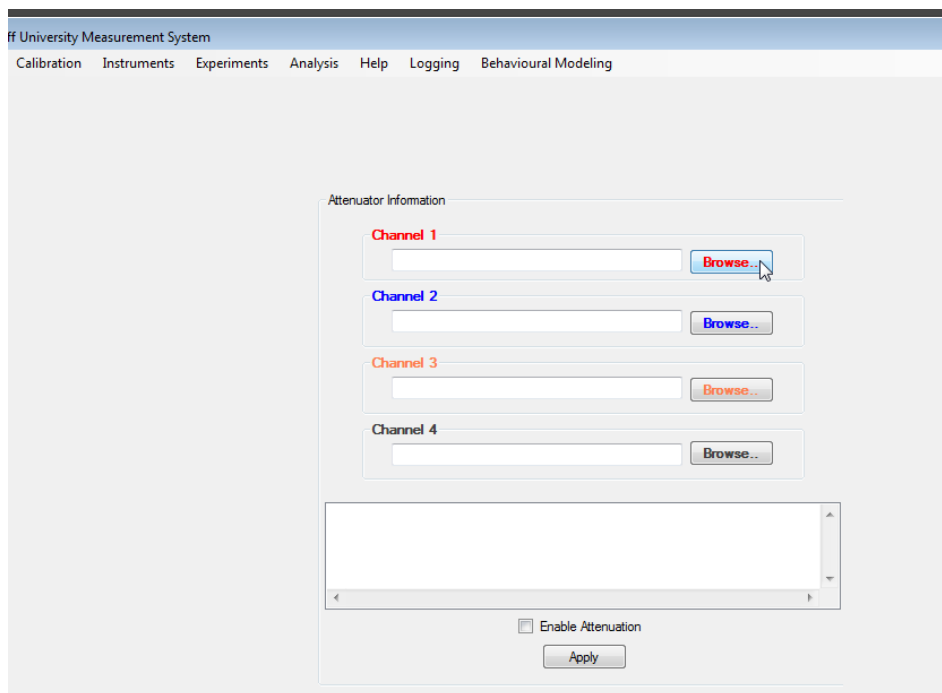 ff University Measurement System
Calibration Instruments Experiments Analysis Help Logging Behavioural Modeling
Attenuator Information
Channel 1
Browse..
Channel 2
Browse..
Channel 3
Browse..
Channel 4
Browse..
Enable Attenuation
Apply